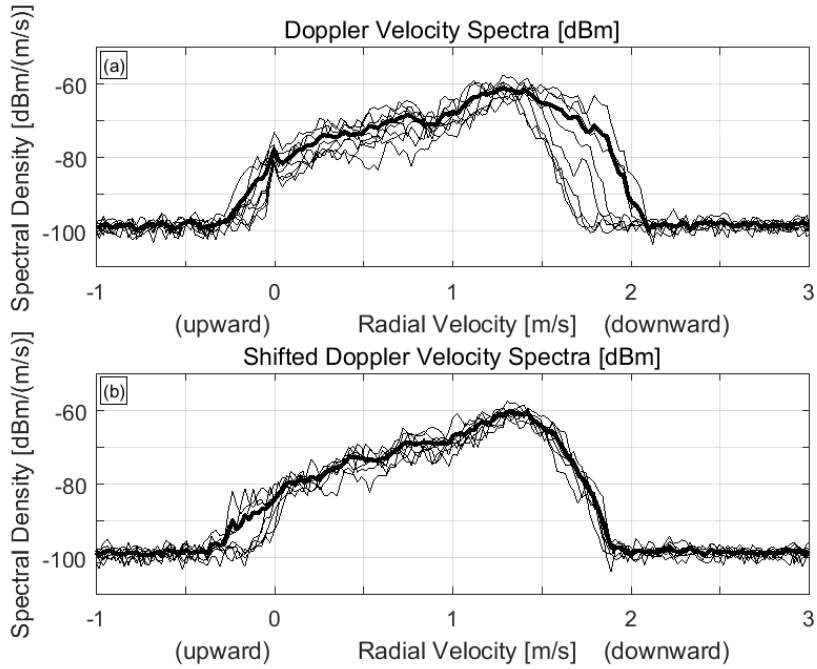 Doppler Velocity Spectra [dBm]
(a)
Spectral Density [dBm/(m/s)]
-60
-80
-100
-1 0 1 2 3
(upward) Radial Velocity [m/s] (downward)
Shifted Doppler Velocity Spectra [dBm]
(b)
Spectral Density [dBm/(m/s)]
-60
-80
-100
-1 0 1 2 3
(upward) Radial Velocity [m/s] (downward)